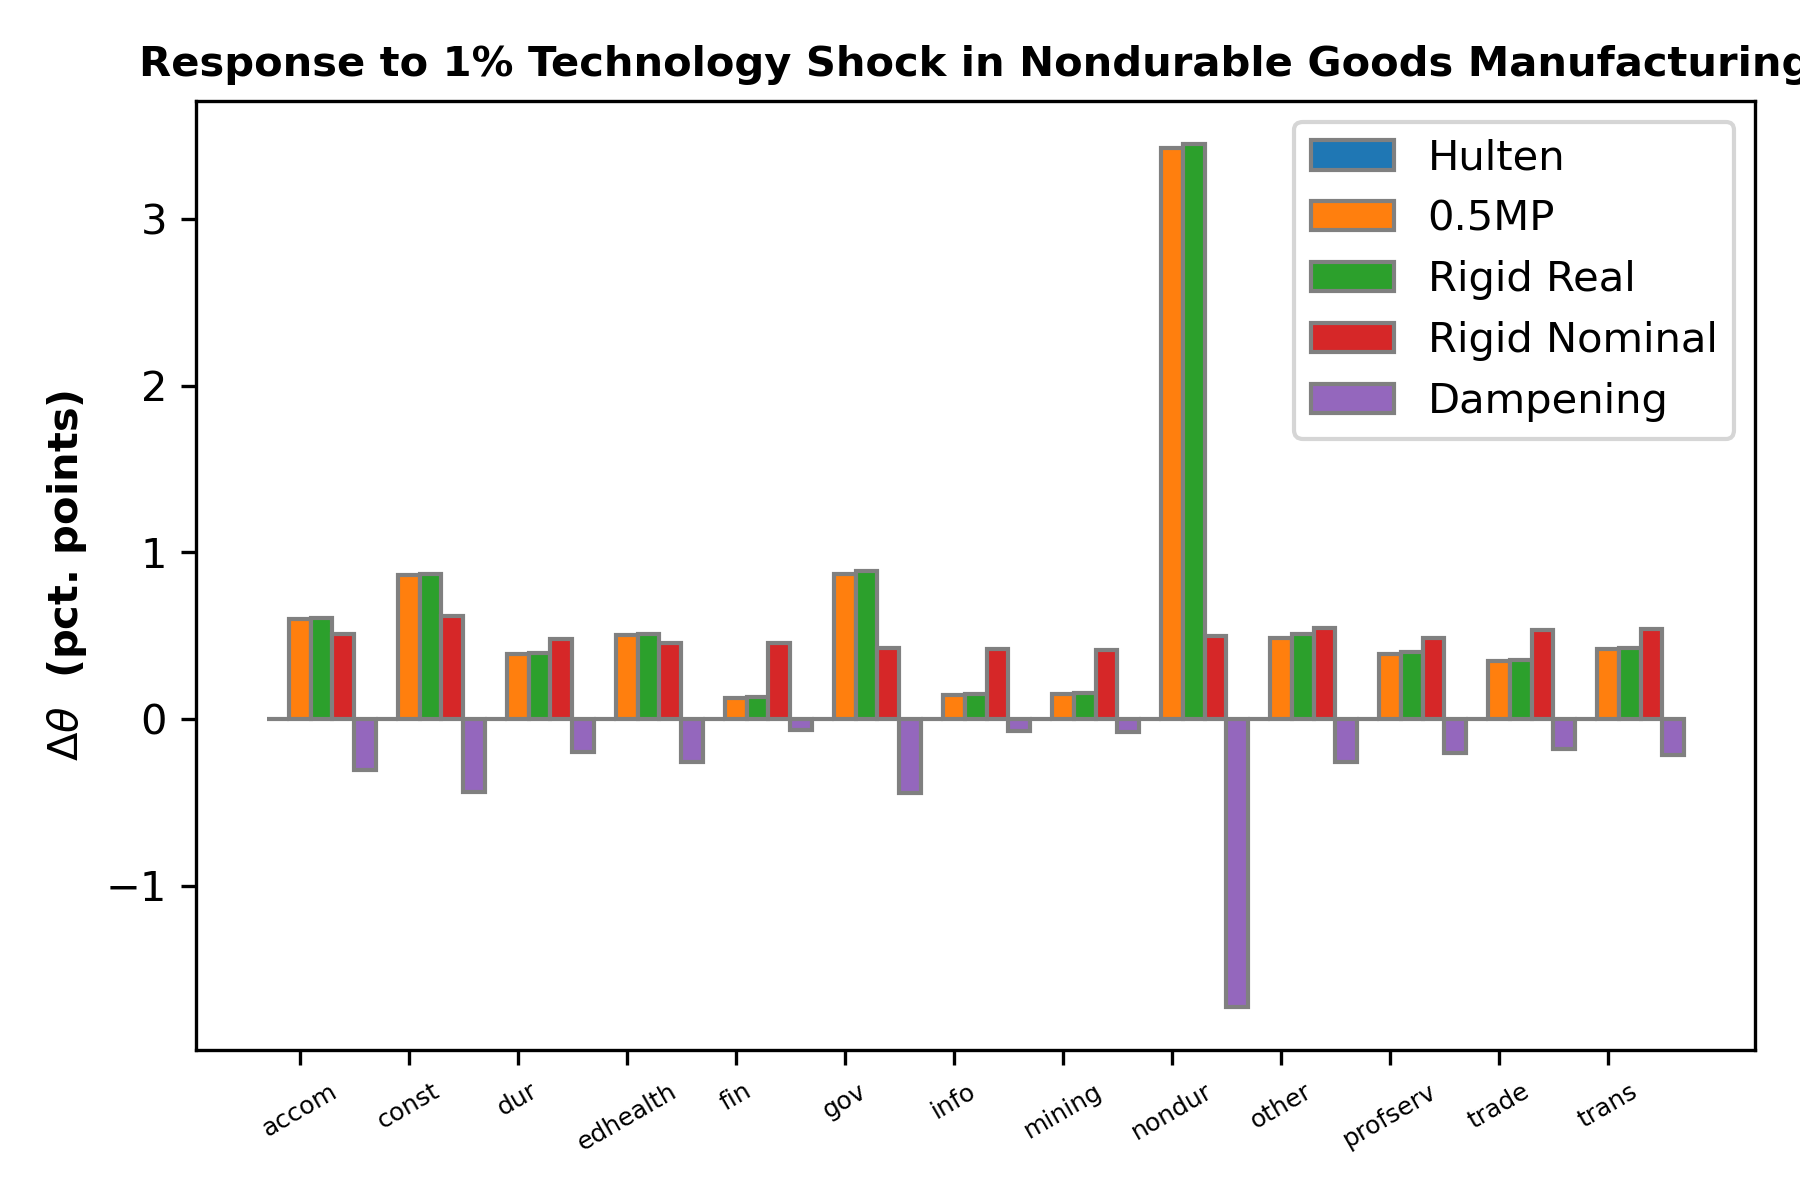 Response to 1% Technology Shock in Nondurable Goods Manufacturing
Hulten
0.5MP
Rigid Real
Rigid Nominal
Dampening
Δθ (pct. points)
3
2
1
0
−1
accom
const
dur
edhealth
fin
gov
info
mining
nondur
other
profserv
trade
trans